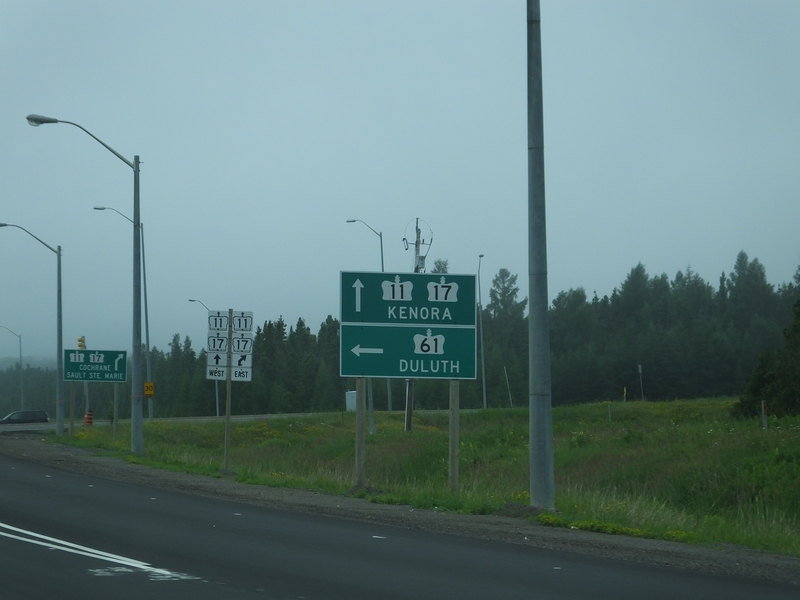 11 17
COCHRANE
SAULT STE. MARIE
11 11
17 17
WEST EAST
11 17
KENORA
61
DULUTH